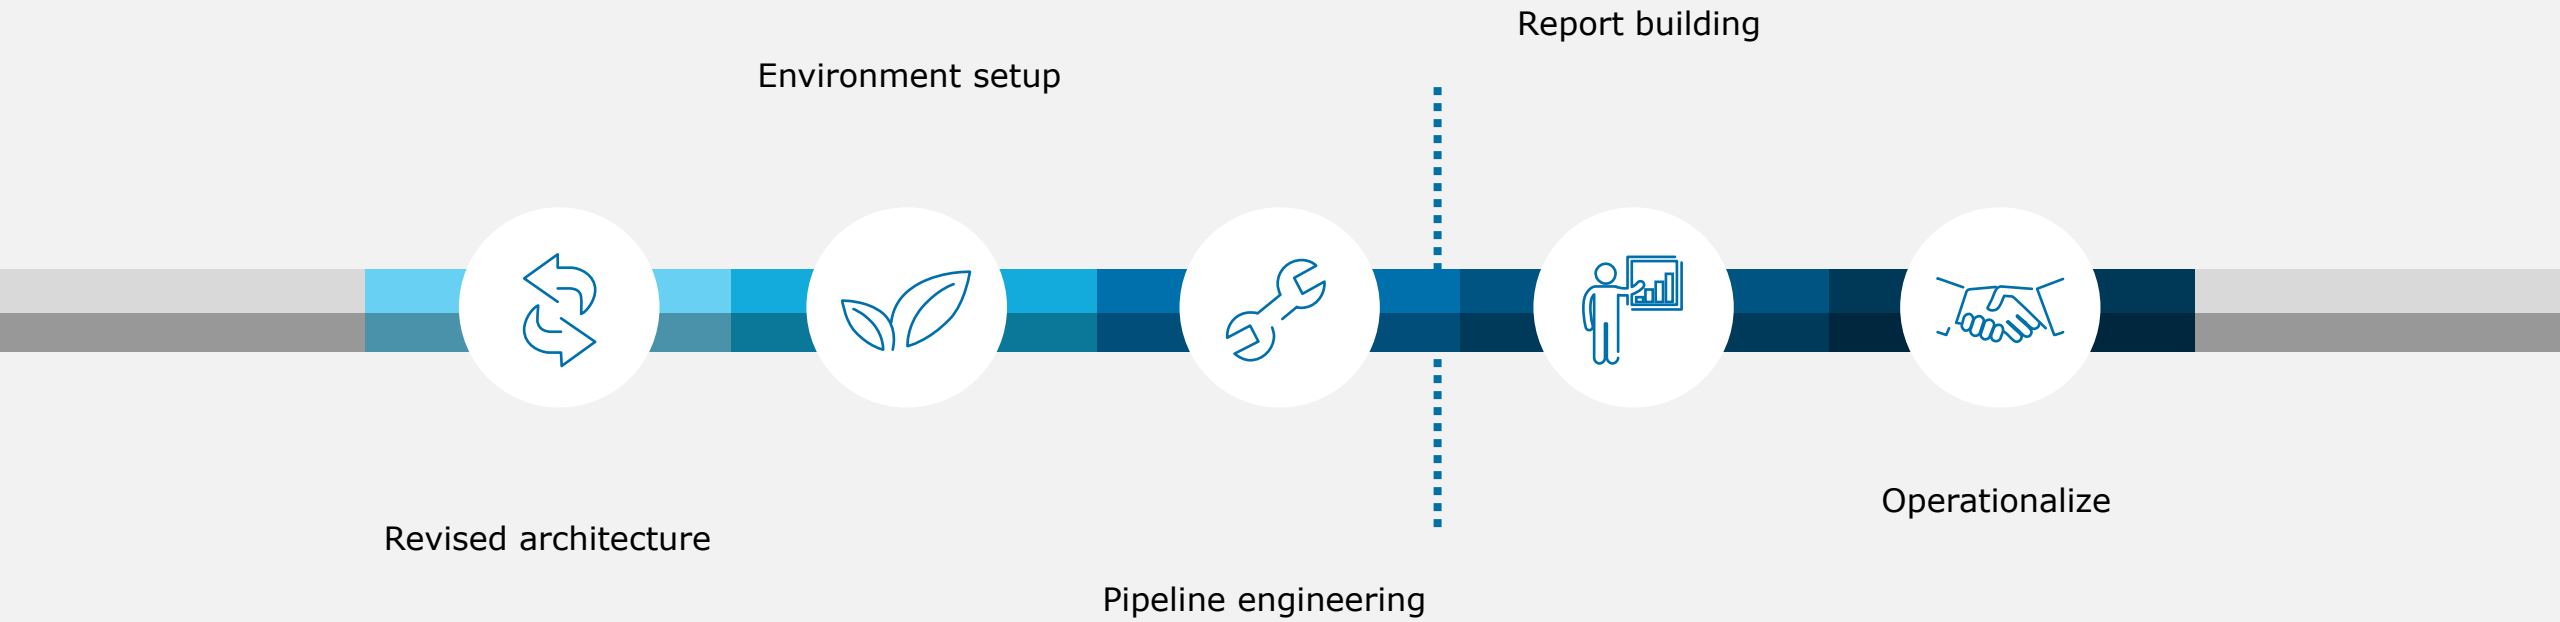 Report building
Environment setup
Operationalize
Revised architecture
Pipeline engineering